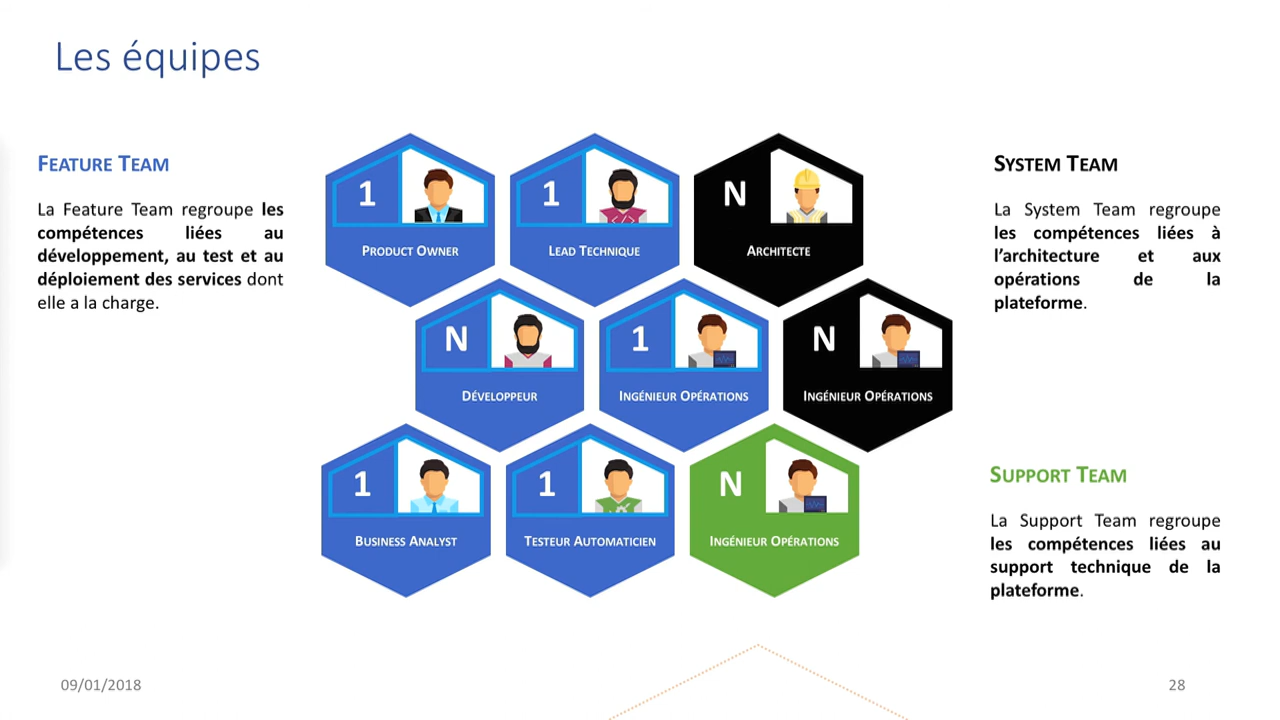 Les équipes
FEATURE TEAM
La Feature Team regroupe les
compétences liées au
développement, au test et au
déploiement des services dont
elle a la charge.
1
PRODUCT OWNER
1
LEAD TECHNIQUE
N
ARCHITECTE
N
DÉVELOPPEUR
1
INGÉNIEUR OPÉRATIONS
N
INGÉNIEUR OPÉRATIONS
1
BUSINESS ANALYST
1
TESTEUR AUTOMATICIEN
N
INGÉNIEUR OPÉRATIONS
SYSTEM TEAM
La System Team regroupe
les compétences liées à
l’architecture et aux
opérations de la
plateforme.
SUPPORT TEAM
La Support Team regroupe
les compétences liées au
support technique de la
plateforme.
09/01/2018
28